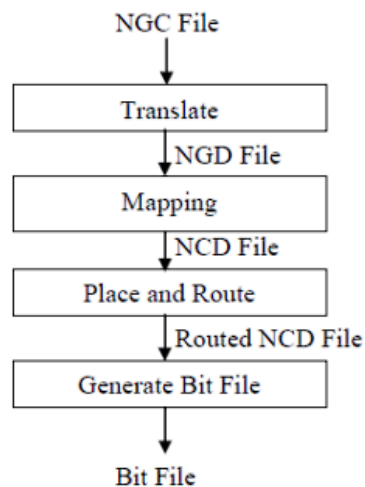 NGC File
Translate
NGD File
Mapping
NCD File
Place and Route
Routed NCD File
Generate Bit File
Bit File